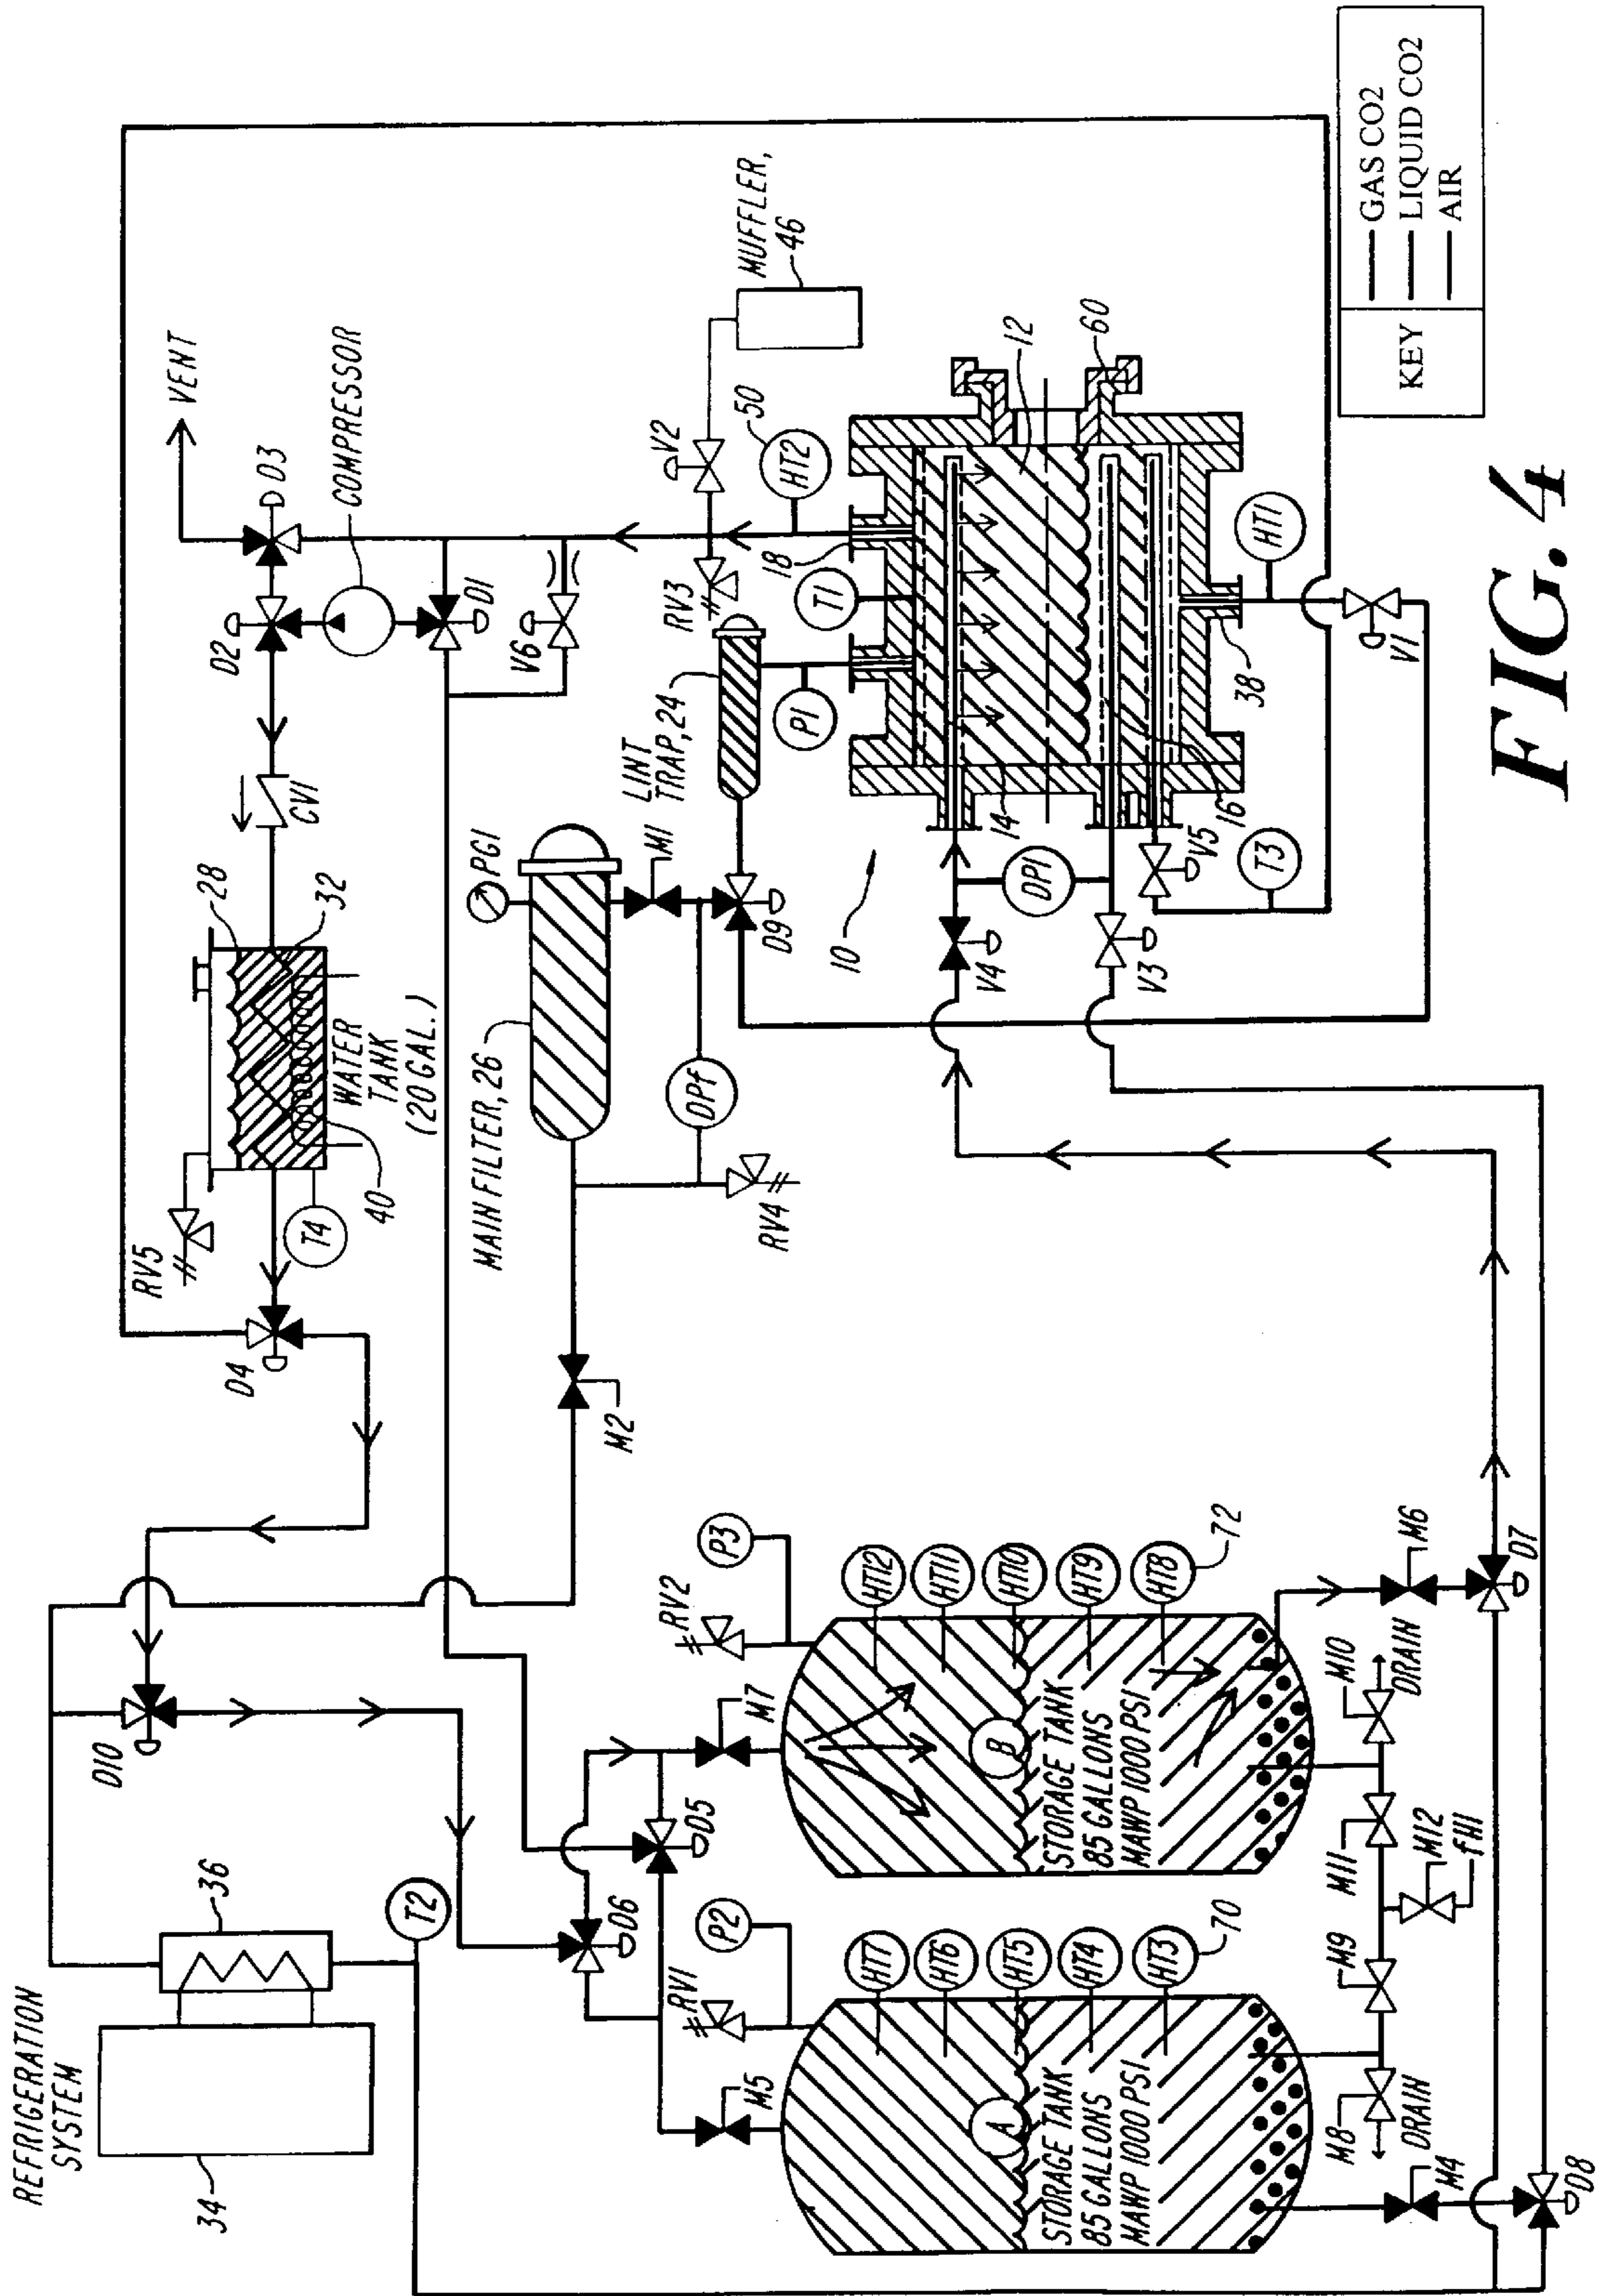 REFRIGERATION
SYSTEM
34
36
T2
D10
D4
RV5
T4
40
WATER
TANK
(20 GAL.)
28
32
CV1
D2
D3
VENT
COMPRESSOR
D1
V6
MAIN FILTER, 26
PG1
M1
LINT
TRAP, 24
D9
DPf
RV4
M2
RV3
V2
MUFFLER,
46
HT2
50
P1
T1
18
10
12
14
16
60
38
HT1
V1
V4
DP1
V3
V5
T3
D6
D5
RV1
P2
M5
M7
RV2
P3
HT7
HT6
HT5
HT4
HT3
70
HT12
HT11
HT10
HT9
HT8
72
A
STORAGE TANK
85 GALLONS
MAWP 1000 PSI
B
STORAGE TANK
85 GALLONS
MAWP 1000 PSI
M8
DRAIN
M9
M11
M12
fH1
M10
DRAIN
M4
D8
M6
D7
KEY
GAS CO2
LIQUID CO2
AIR
FIG. 4